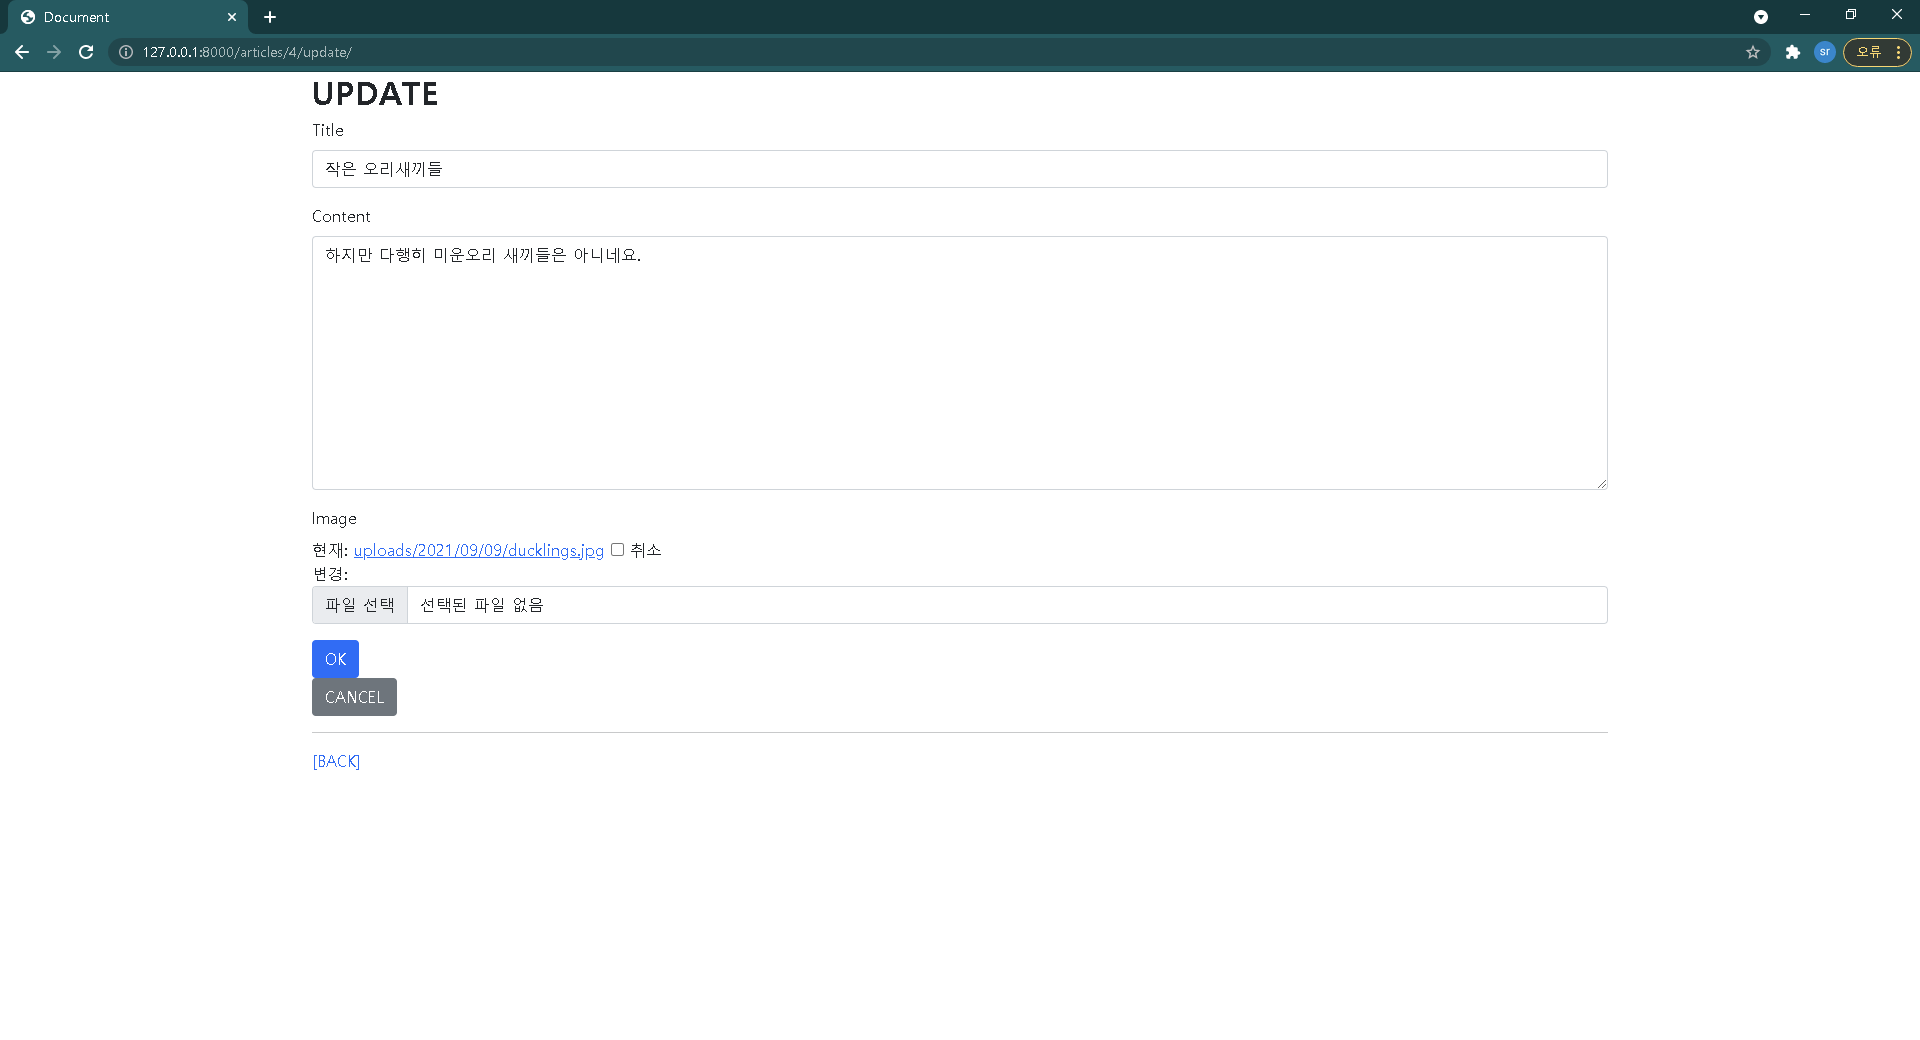 Document
127.0.0.1:8000/articles/4/update/
sr
오류
UPDATE
Title
작은 오리새끼들
Content
하지만 다행히 미운오리 새끼들은 아니네요.
Image
현재: uploads/2021/09/09/ducklings.jpg 취소
변경:
파일 선택 선택된 파일 없음
OK
CANCEL
[BACK]